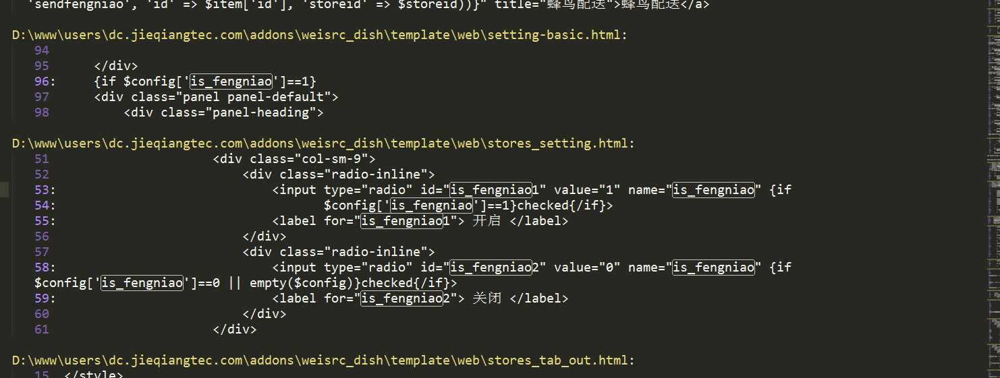 'sendfengniao', 'id' => $item['id'], 'storeid' => $storeid))}" title="蜂鸟配送">蜂鸟配送</a>
D:\www\users\dc.jieqiangtec.com\addons\weisrc_dish\template\web\setting-basic.html:
94
95 </div>
96: {if $config['is_fengniao']==1}
97 <div class="panel panel-default">
98 <div class="panel-heading">
D:\www\users\dc.jieqiangtec.com\addons\weisrc_dish\template\web\stores_setting.html:
51 <div class="col-sm-9">
52 <div class="radio-inline">
53: <input type="radio" id="is_fengniao1" value="1" name="is_fengniao" {if
54: $config['is_fengniao']==1}checked{/if}>
55: <label for="is_fengniao1"> 开启 </label>
56 </div>
57 <div class="radio-inline">
58: <input type="radio" id="is_fengniao2" value="0" name="is_fengniao" {if
$config['is_fengniao']==0 || empty($config)}checked{/if}>
59: <label for="is_fengniao2"> 关闭 </label>
60 </div>
61 </div>
D:\www\users\dc.jieqiangtec.com\addons\weisrc_dish\template\web\stores_tab_out.html:
15 </style>